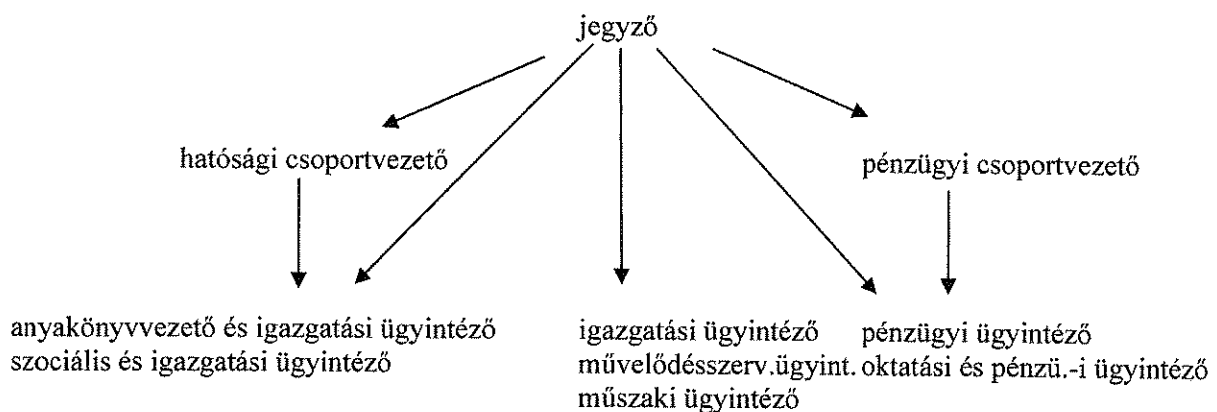 jegyző
hatósági csoportvezető
pénzügyi csoportvezető
anyakönyvvezető és igazgatási ügyintéző
szociális és igazgatási ügyintéző
igazgatási ügyintéző
művelődésszerv.ügyint.
műszaki ügyintéző
pénzügyi ügyintéző
oktatási és pénzü.-i ügyintéző